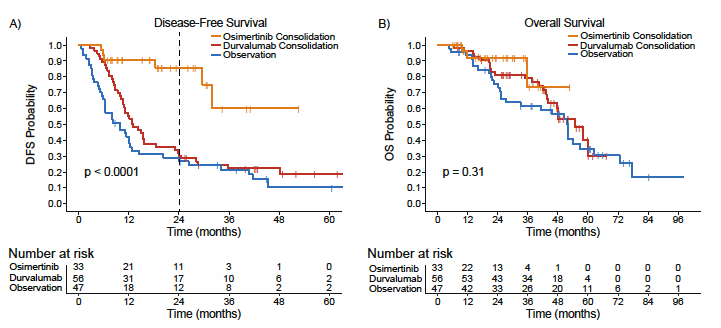 A)
Disease-Free Survival
Osimertinib Consolidation
Durvalumab Consolidation
Observation
1.0
0.9
0.8
0.7
0.6
0.5
0.4
0.3
0.2
0.1
0.0
DFS Probability
p < 0.0001
0 12 24 36 48 60
Time (months)
Number at risk
Osimertinib 33 21 11 3 1 0
Durvalumab 56 31 17 10 6 2
Observation 47 18 12 8 2 2
0 12 24 36 48 60
Time (months)
B)
Overall Survival
Osimertinib Consolidation
Durvalumab Consolidation
Observation
1.0
0.9
0.8
0.7
0.6
0.5
0.4
0.3
0.2
0.1
0.0
OS Probability
p = 0.31
0 12 24 36 48 60 72 84 96
Time (months)
Number at risk
Osimertinib 33 22 13 4 1 0 0 0 0
Durvalumab 56 53 43 34 18 4 0 0 0
Observation 47 42 33 26 20 11 6 2 1
0 12 24 36 48 60 72 84 96
Time (months)